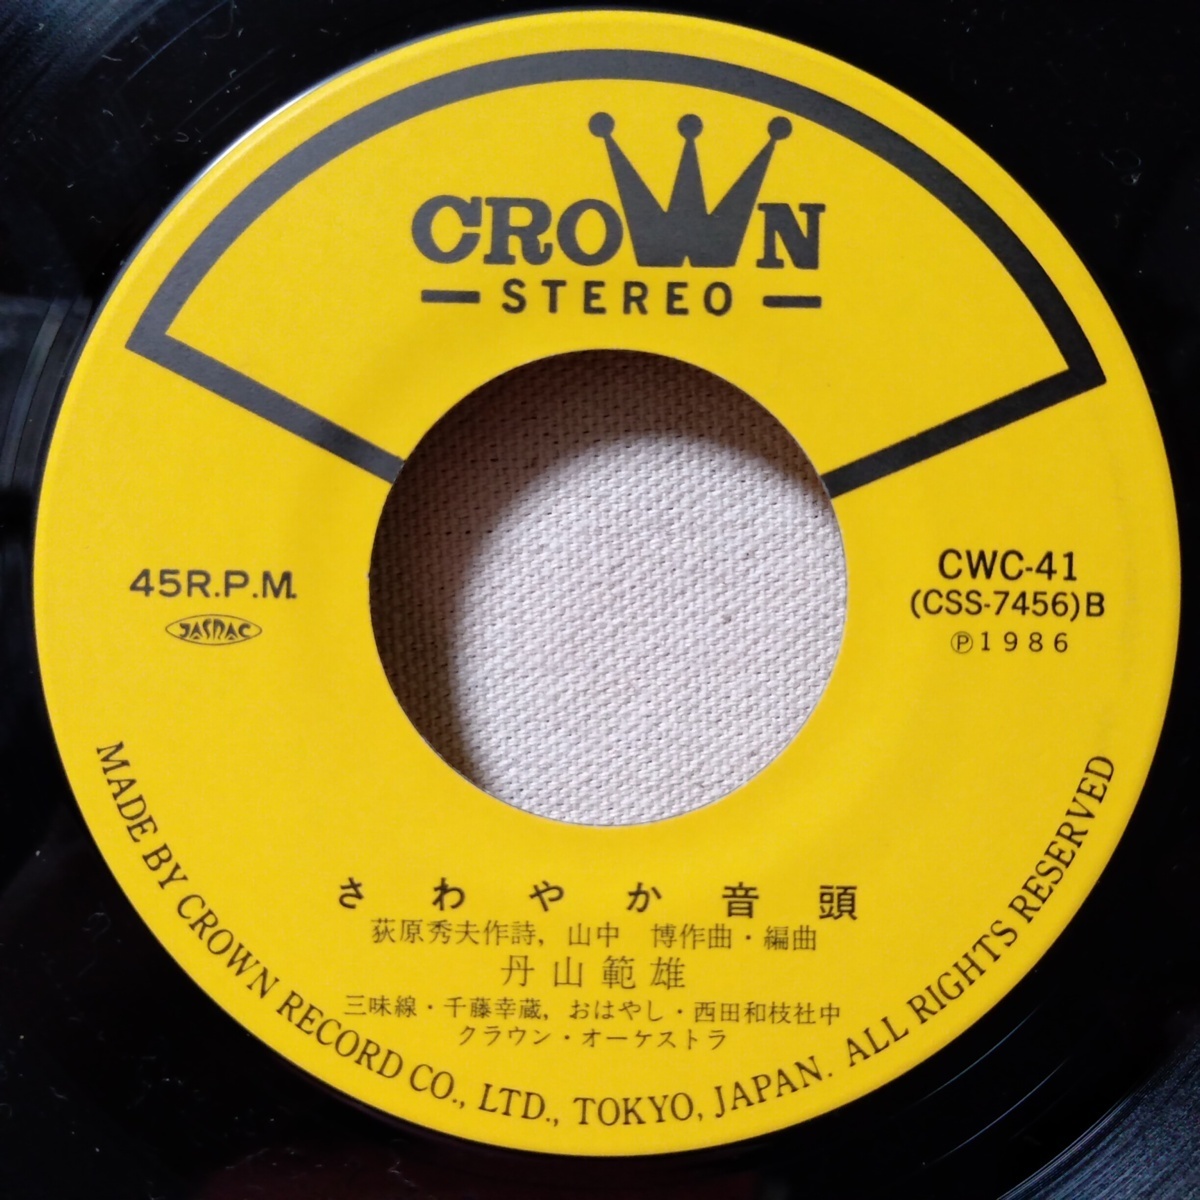 CROWN
STEREO
45R.P.M.
JASRAC
CWC-41
(CSS-7456)B
Ⓟ1986
さわやか音頭
荻原秀夫作詩, 山中　博作曲・編曲
丹山範雄
三味線・千藤幸蔵, おはやし・西田和枝社中
クラウン・オーケストラ
MADE BY CROWN RECORD CO., LTD., TOKYO, JAPAN. ALL RIGHTS RESERVED